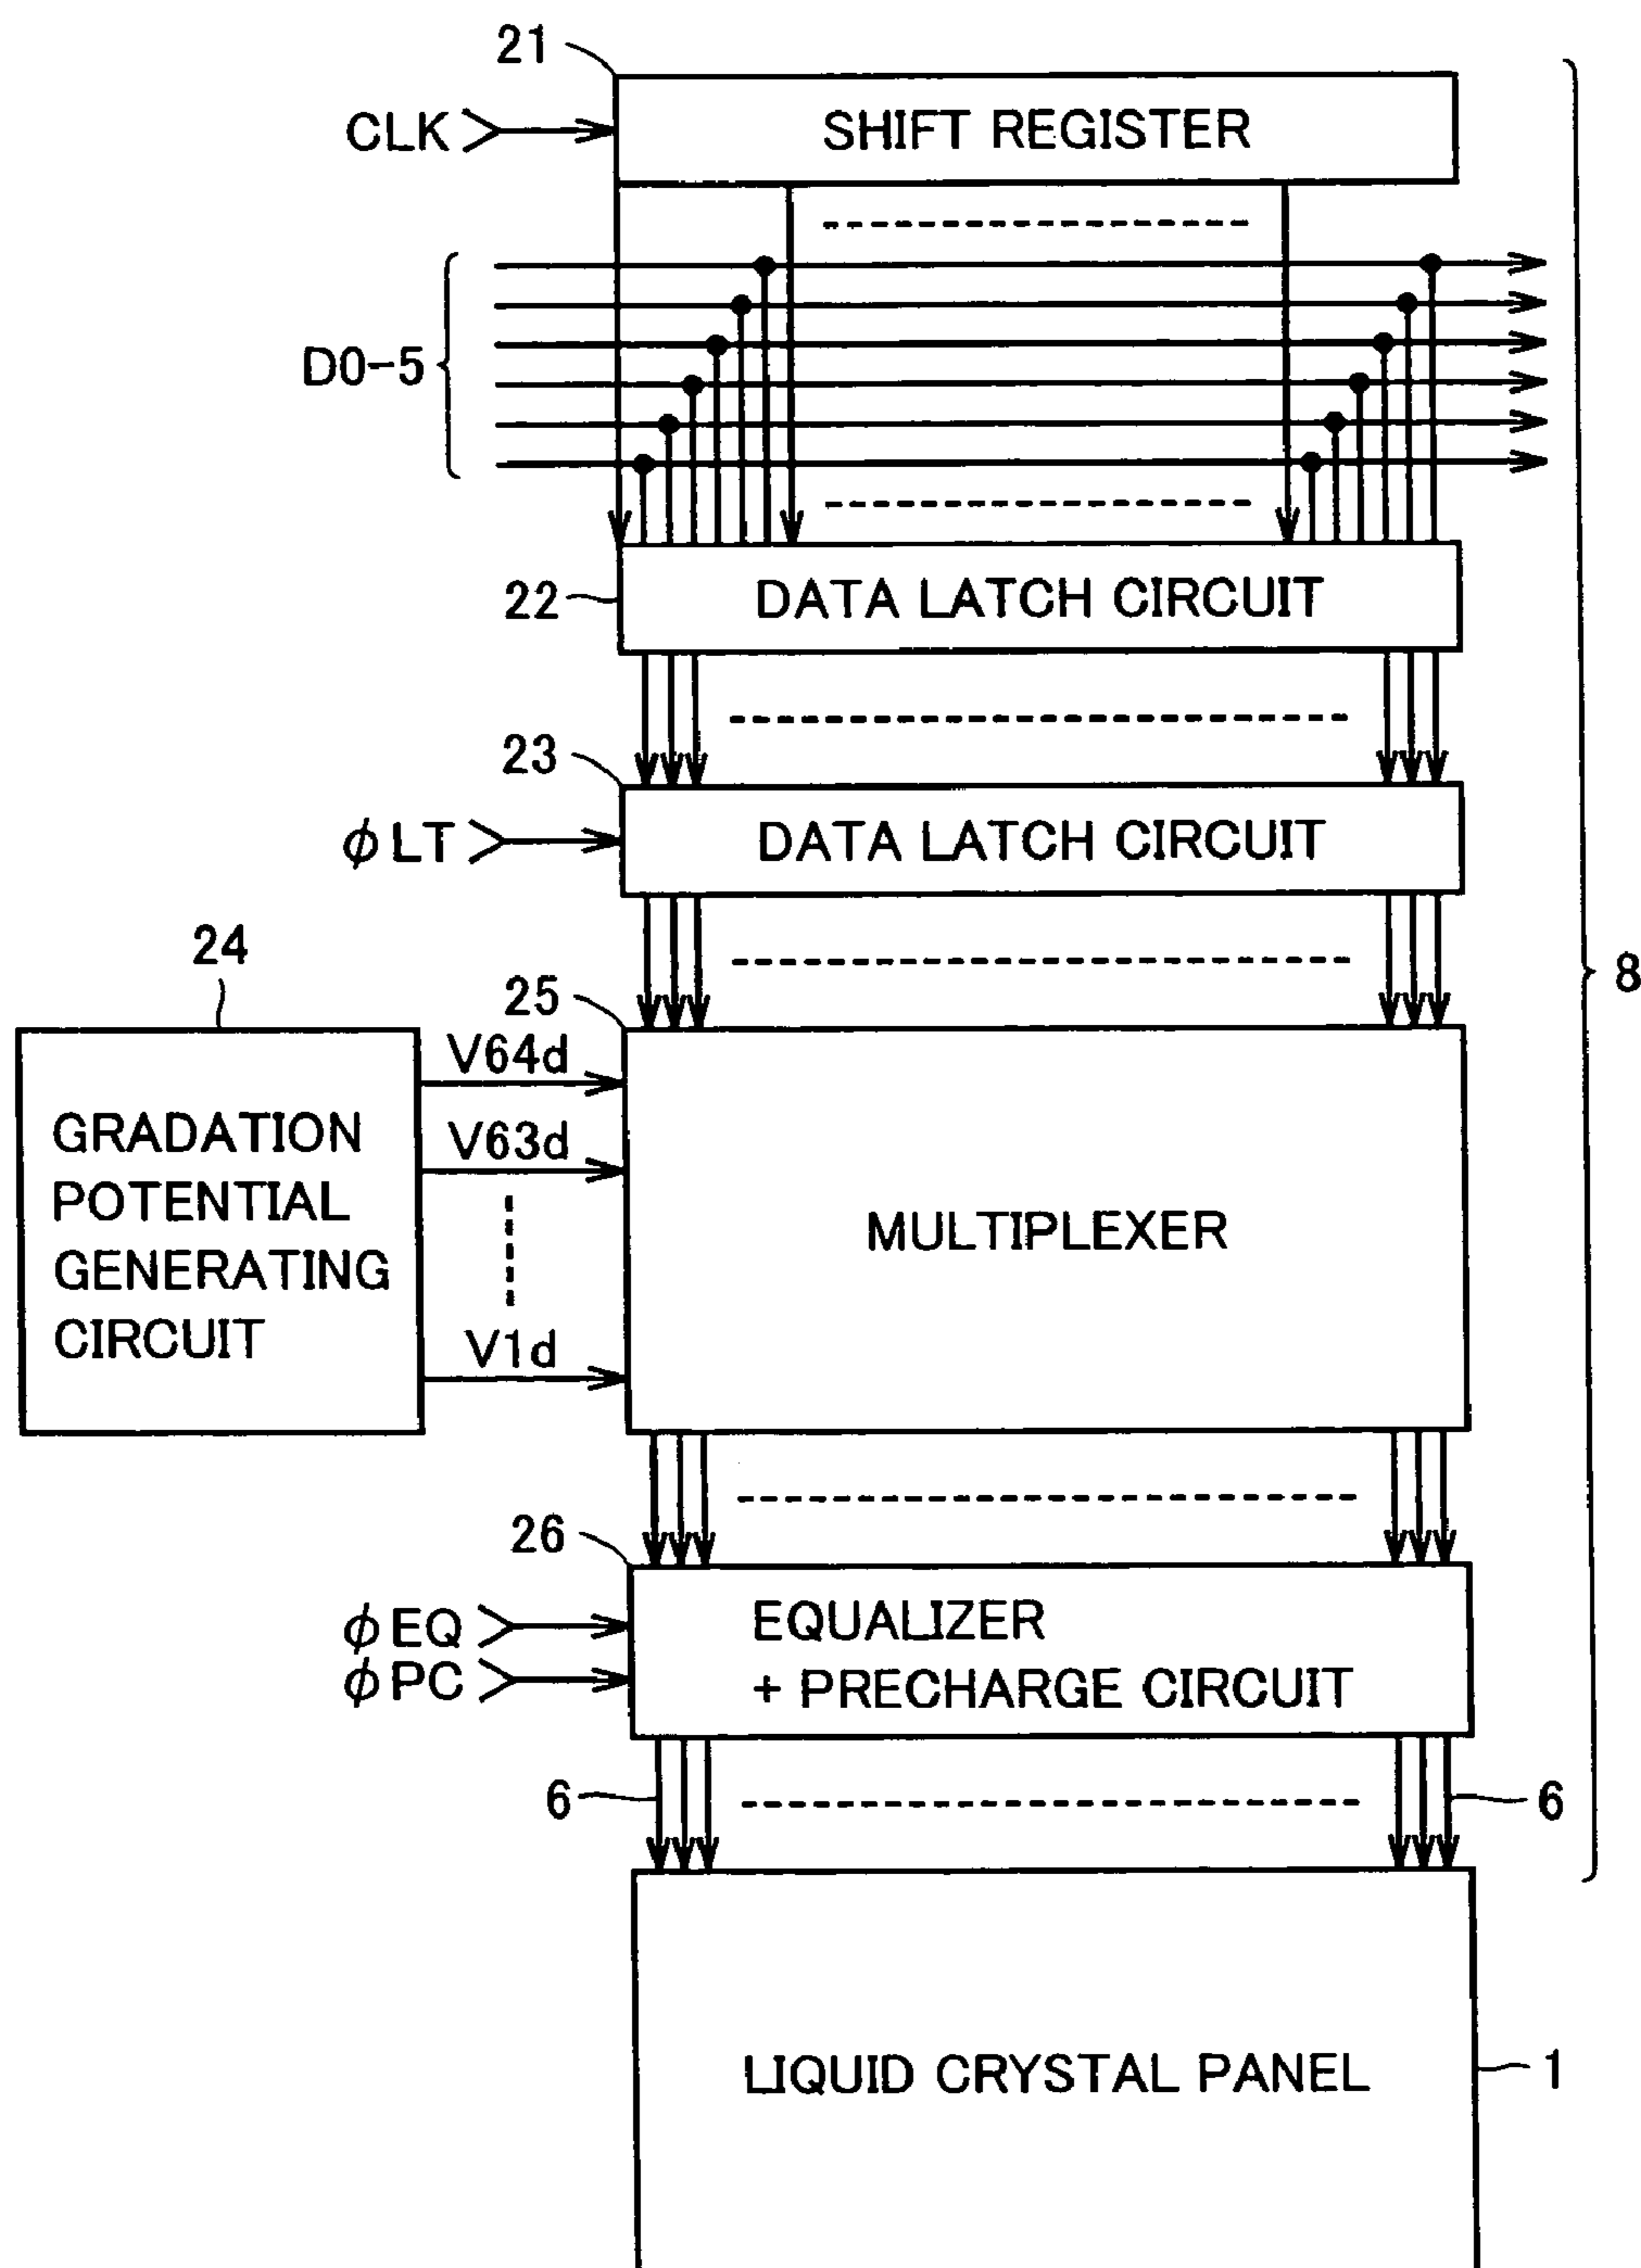 21
CLK
SHIFT REGISTER
D0-5
22
DATA LATCH CIRCUIT
23
φLT
DATA LATCH CIRCUIT
8
24
25
GRADATION
POTENTIAL
GENERATING
CIRCUIT
V64d
V63d
V1d
MULTIPLEXER
26
φEQ
φPC
EQUALIZER
+ PRECHARGE CIRCUIT
6
6
LIQUID CRYSTAL PANEL
1